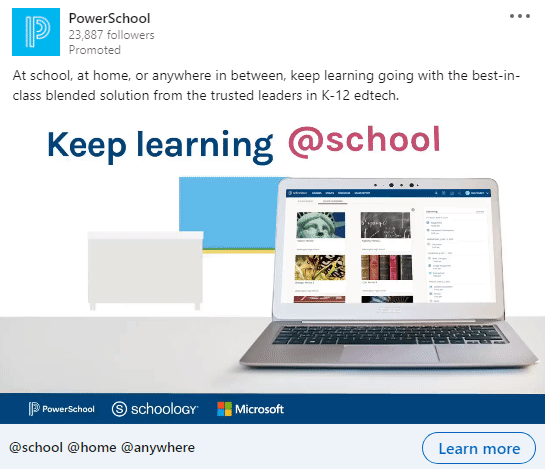 PowerSchool
23,887 followers
Promoted
At school, at home, or anywhere in between, keep learning going with the best-in-
class blended solution from the trusted leaders in K-12 edtech.
Keep learning @school
PowerSchool schoology Microsoft
@school @home @anywhere
Learn more